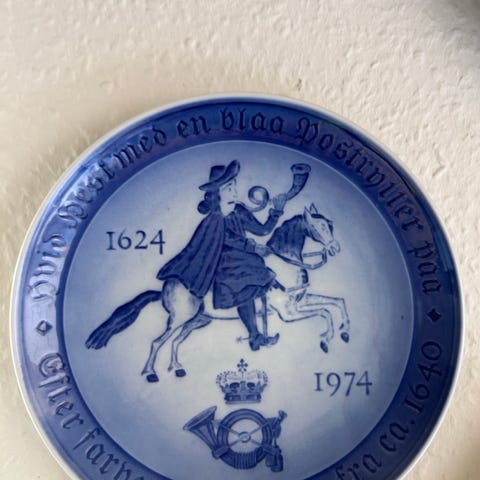 Hvid Hest med en blaa Postrytter paa
1624
1974
Efter farve
fra ca. 1640